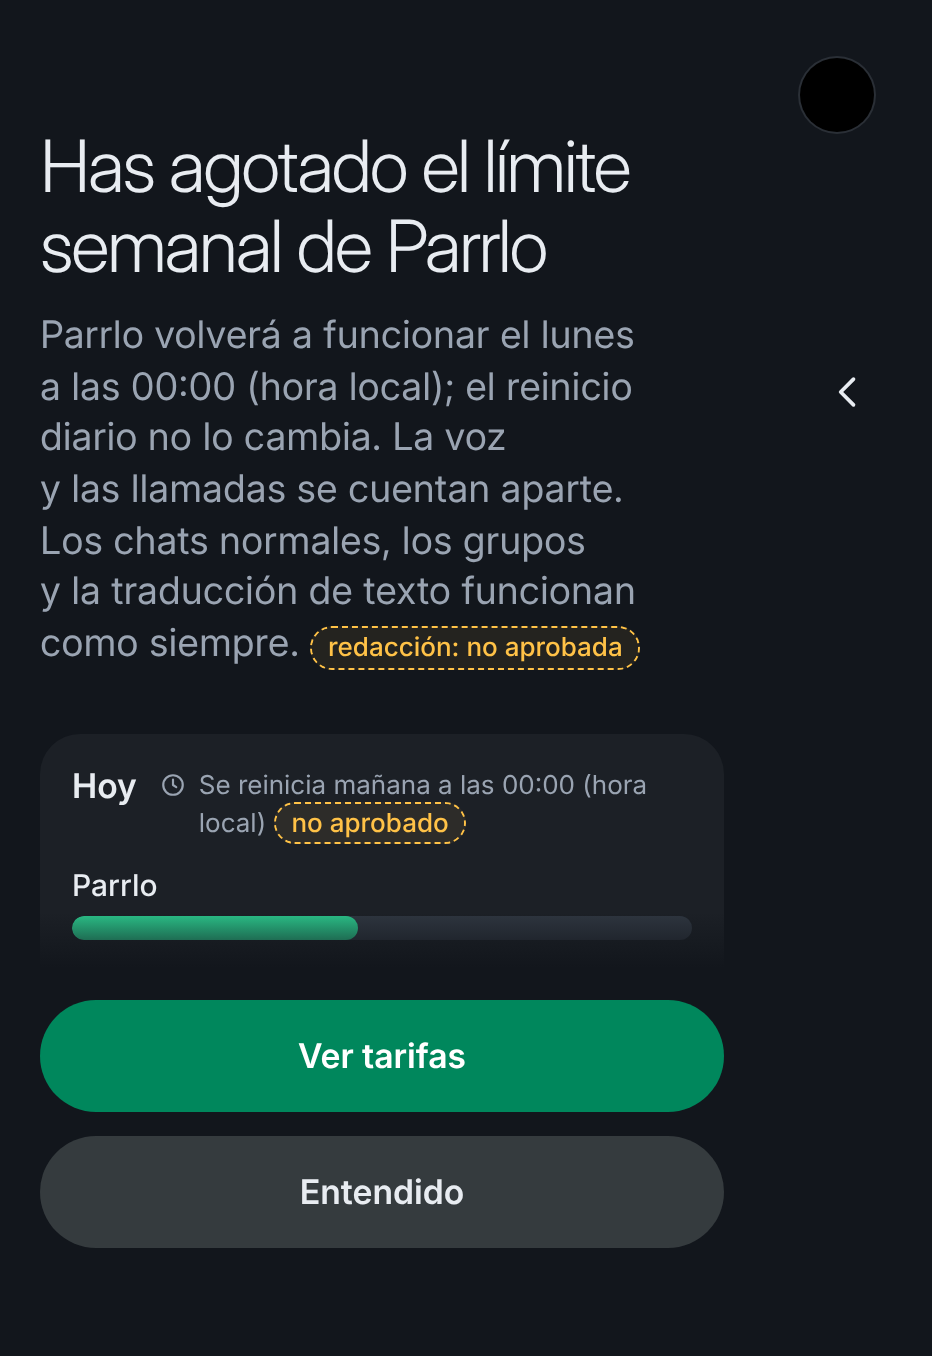 Has agotado el límite
semanal de Parrlo
Parrlo volverá a funcionar el lunes
a las 00:00 (hora local); el reinicio
diario no lo cambia. La voz
y las llamadas se cuentan aparte.
Los chats normales, los grupos
y la traducción de texto funcionan
como siempre. redacción: no aprobada
Hoy Se reinicia mañana a las 00:00 (hora
local) no aprobado
Parrlo
Ver tarifas
Entendido